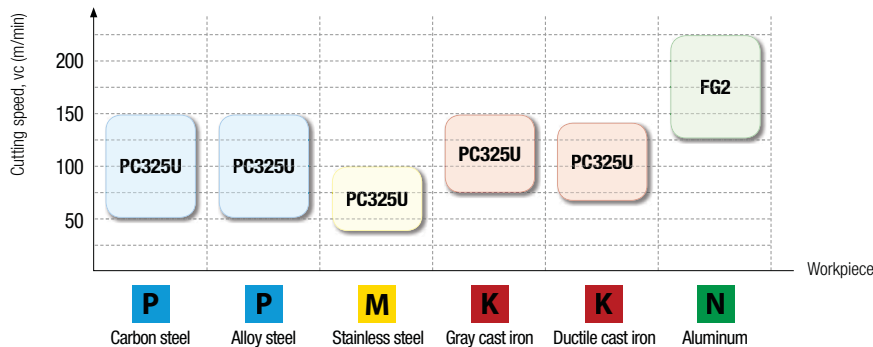 Cutting speed, vc (m/min)
200
150
100
50
PC325U
PC325U
PC325U
PC325U
PC325U
FG2
Workpiece
P
P
M
K
K
N
Carbon steel
Alloy steel
Stainless steel
Gray cast iron
Ductile cast iron
Aluminum